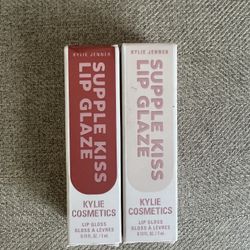 KYLIE JENNER
SUPPLE KISS
LIP GLAZE
KYLIE
COSMETICS
LIP GLOSS
GLOSS À LÈVRES
KYLIE JENNER
SUPPLE KISS
LIP GLAZE
KYLIE
COSMETICS
LIP GLOSS
GLOSS À LÈVRES